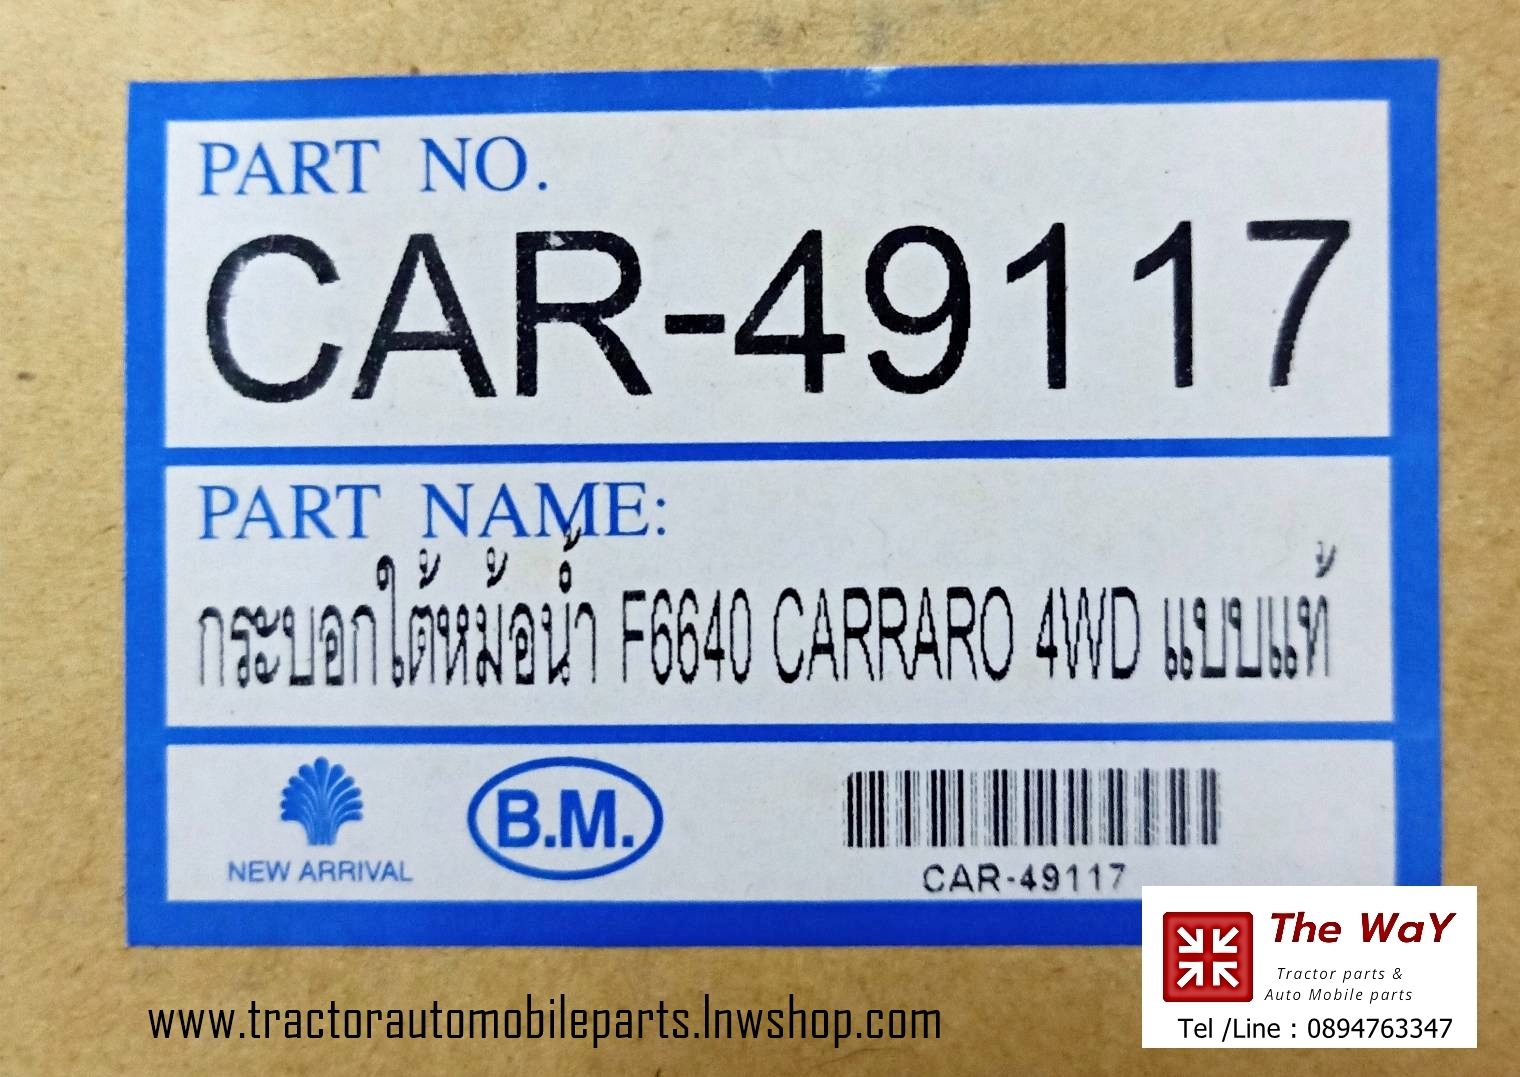 PART NO.
CAR-49117
PART NAME:
กระบอกใต้หม้อน้ำ F6640 CARRARO 4WD แบบแท้
NEW ARRIVAL
B.M.
CAR-49117
The WaY
Tractor parts &
Auto Mobile parts
Tel /Line : 0894763347
www.tractorautomobileparts.lnwshop.com